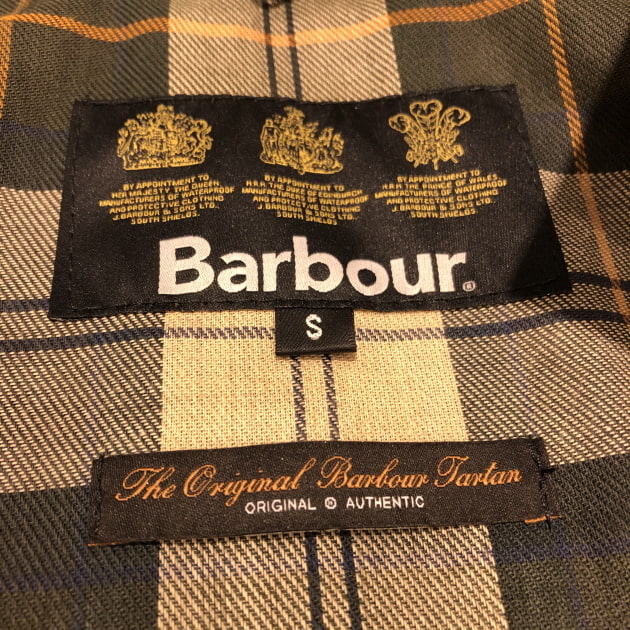 BY APPOINTMENT TO
HER MAJESTY THE QUEEN
MANUFACTURERS OF WATERPROOF
AND PROTECTIVE CLOTHING
J. BARBOUR & SONS LTD.
SOUTH SHIELDS
BY APPOINTMENT TO
H.R.H. THE DUKE OF EDINBURGH
MANUFACTURERS OF WATERPROOF
AND PROTECTIVE CLOTHING
J. BARBOUR & SONS LTD.
SOUTH SHIELDS
BY APPOINTMENT TO
H.R.H. THE PRINCE OF WALES
MANUFACTURERS OF WATERPROOF
AND PROTECTIVE CLOTHING
J. BARBOUR & SONS LTD
SOUTH SHIELDS
Barbour®
S
The Original Barbour Tartan
ORIGINAL ® AUTHENTIC